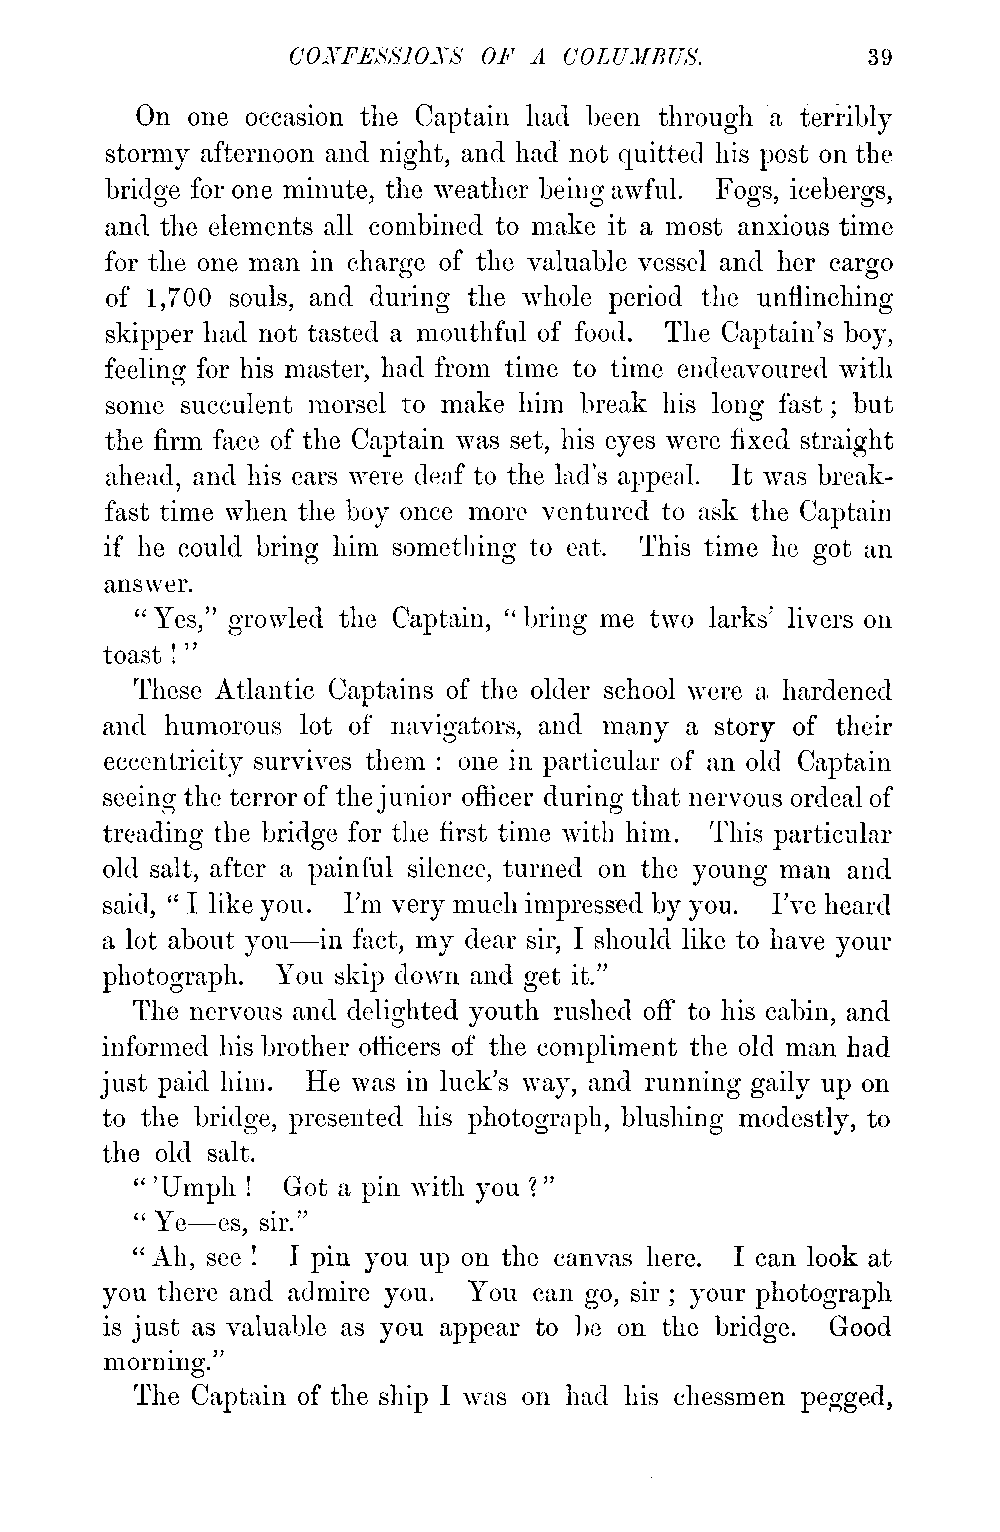 CONFESSIONS OF A COLUMBUS. 39
On one occasion the Captain had been through a terribly
stormy afternoon and night, and had not quitted his post on the
bridge for one minute, the weather being awful. Fogs, icebergs,
and the elements all combined to make it a most anxious time
for the one man in charge of the valuable vessel and her cargo
of 1,700 souls, and during the whole period the unflinching
skipper had not tasted a mouthful of food. The Captain's boy,
feeling for his master, had from time to time endeavoured with
some succulent morsel to make him break his long fast; but
the firm face of the Captain was set, his eyes were fixed straight
ahead, and his ears were deaf to the lad's appeal. It was break-
fast time when the boy once more ventured to ask the Captain
if he could bring him something to eat. This time he got an
answer.
"Yes," growled the Captain, "bring me two larks' livers on
toast!"
These Atlantic Captains of the older school were a hardened
and humorous lot of navigators, and many a story of their
eccentricity survives them: one in particular of an old Captain
seeing the terror of the junior officer during that nervous ordeal of
treading the bridge for the first time with him. This particular
old salt, after a painful silence, turned on the young man and
said, "I like you. I'm very much impressed by you. I've heard
a lot about you—in fact, my dear sir, I should like to have your
photograph. You skip down and get it."
The nervous and delighted youth rushed off to his cabin, and
informed his brother officers of the compliment the old man had
just paid him. He was in luck's way, and running gaily up on
to the bridge, presented his photograph, blushing modestly, to
the old salt.
"'Umph! Got a pin with you?"
"Ye—es, sir."
"Ah, see! I pin you up on the canvas here. I can look at
you there and admire you. You can go, sir; your photograph
is just as valuable as you appear to be on the bridge. Good
morning."
The Captain of the ship I was on had his chessmen pegged,